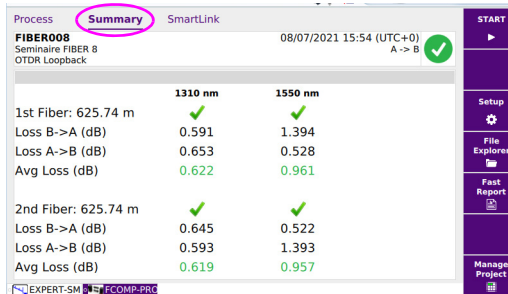 Process Summary SmartLink
START
FIBER008 08/07/2021 15:54 (UTC+0)
Seminaire FIBER 8 A -> B
OTDR Loopback
1310 nm 1550 nm
Setup
1st Fiber: 625.74 m
Loss B->A (dB) 0.591 1.394
File
Explorer
Loss A->B (dB) 0.653 0.528
Avg Loss (dB) 0.622 0.961
Fast
Report
2nd Fiber: 625.74 m
Loss B->A (dB) 0.645 0.522
Loss A->B (dB) 0.593 1.393
Avg Loss (dB) 0.619 0.957
Manage
Project
EXPERT-SM FCOMP-PRO